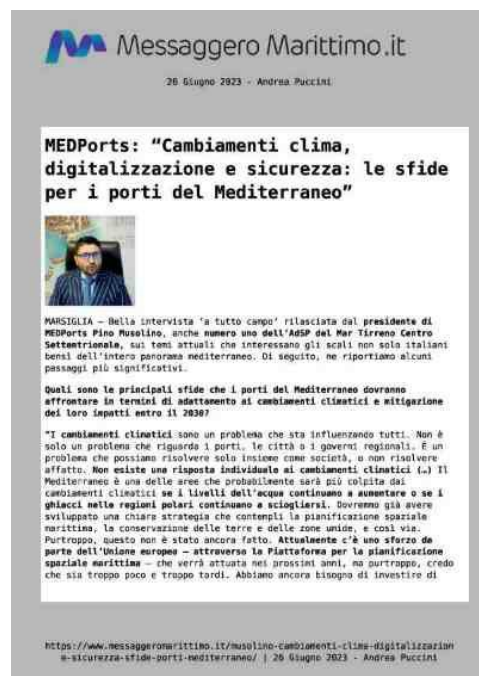 Messaggero Marittimo.it
26 Giugno 2023 - Andrea Puccini
MEDPorts: “Cambiamenti clima,
digitalizzazione e sicurezza: le sfide
per i porti del Mediterraneo”
MARSIGLIA – Bella intervista ‘a tutto campo’ rilasciata dal presidente di
MEDPorts Pino Musolino, anche numero uno dell’AdSP del Mar Tirreno Centro
Settentrionale, sui temi attuali che interessano gli scali non solo italiani
bensì dell’intero panorama mediterraneo. Di seguito, ne riportiamo alcuni
passaggi più significativi.
Quali sono le principali sfide che i porti del Mediterraneo dovranno
affrontare in termini di adattamento ai cambiamenti climatici e mitigazione
dei loro impatti entro il 2030?
“I cambiamenti climatici sono un problema che sta influenzando tutti. Non è
solo un problema che riguarda i porti, le città o i governi regionali. È un
problema che possiamo risolvere solo insieme come società, o non risolvere
affatto. Non esiste una risposta individuale ai cambiamenti climatici (…) Il
Mediterraneo è una delle aree che probabilmente sarà più colpita dai
cambiamenti climatici se i livelli dell’acqua continuano a aumentare o se i
ghiacci nelle regioni polari continuano a sciogliersi. Dovremmo già avere
sviluppato una chiara strategia che contempli la pianificazione spaziale
marittima, la conservazione delle terre e delle zone umide, e così via.
Purtroppo, questo non è stato ancora fatto. Attualmente c’è uno sforzo da
parte dell’Unione europea – attraverso la Piattaforma per la pianificazione
spaziale marittima – che verrà attuata nei prossimi anni, ma purtroppo, credo
che sia troppo poco e troppo tardi. Abbiamo ancora bisogno di investire di
https://www.messaggeromarittimo.it/musolino-cambiamenti-clima-digitalizzazion
e-sicurezza-sfide-porti-mediterraneo/ | 26 Giugno 2023 - Andrea Puccini